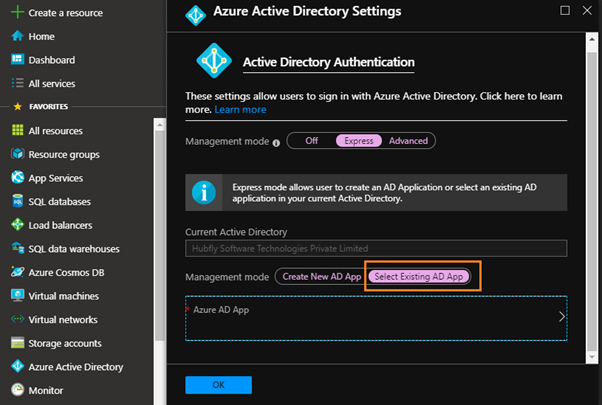 Create a resource
Home
Dashboard
All services
FAVORITES
All resources
Resource groups
App Services
SQL databases
Load balancers
SQL data warehouses
Azure Cosmos DB
Virtual machines
Virtual networks
Storage accounts
Azure Active Directory
Monitor
Azure Active Directory Settings
Active Directory Authentication
These settings allow users to sign in with Azure Active Directory. Click here to learn
more. Learn more
Management mode Off Express Advanced
Express mode allows user to create an AD Application or select an existing AD
application in your current Active Directory.
Current Active Directory
Hubfly Software Technologies Private Limited
Management mode Create New AD App Select Existing AD App
* Azure AD App
OK